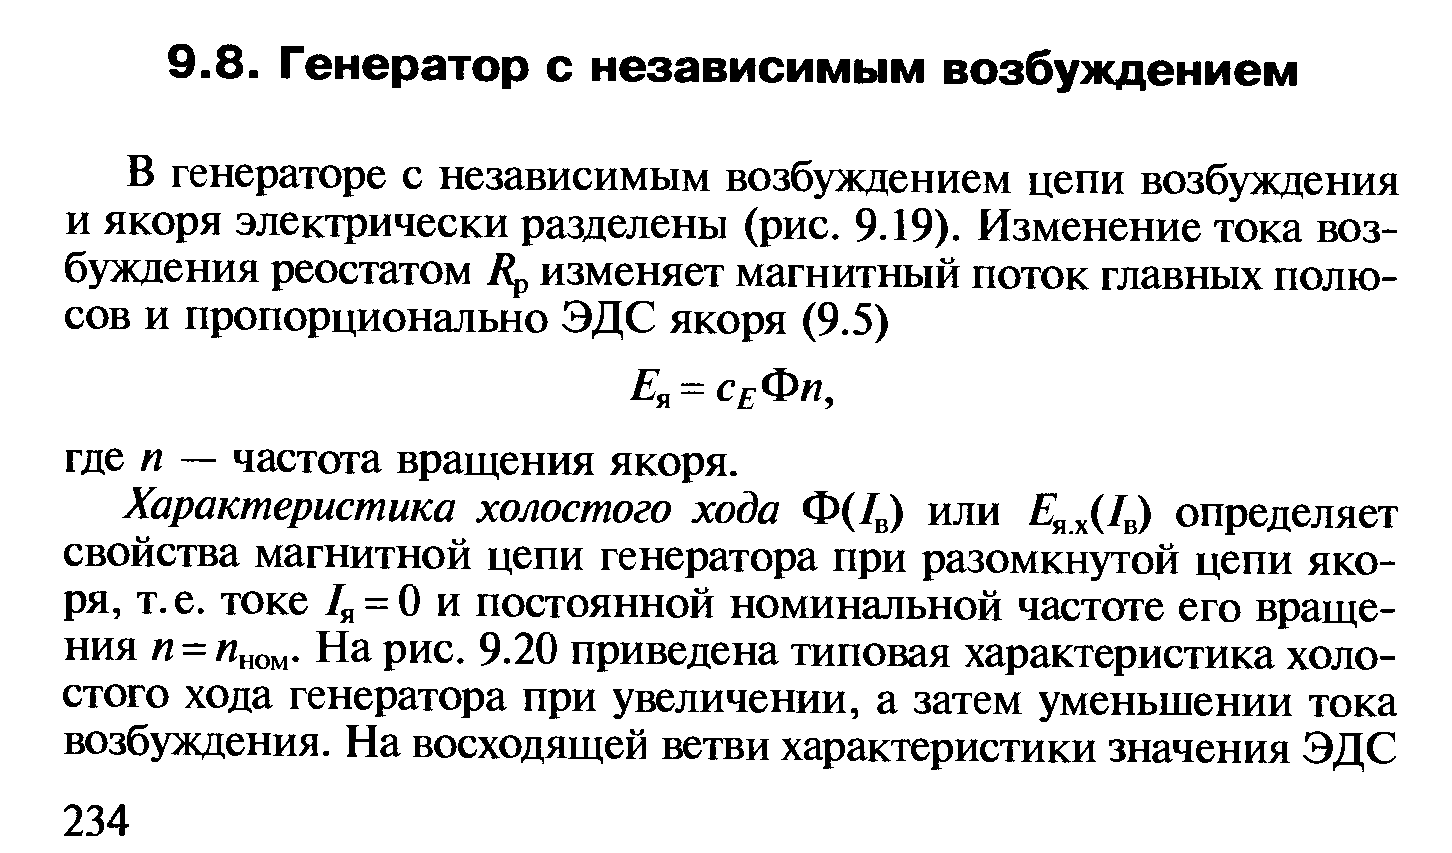 9.8. Генератор с независимым возбуждением
В генераторе с независимым возбуждением цепи возбуждения
и якоря электрически разделены (рис. 9.19). Изменение тока воз-
буждения реостатом Rр изменяет магнитный поток главных полю-
сов и пропорционально ЭДС якоря (9.5)
Eя = cEФn,
где n — частота вращения якоря.
Характеристика холостого хода Ф(Iв) или Eя.х(Iв) определяет
свойства магнитной цепи генератора при разомкнутой цепи яко-
ря, т.е. токе Iя = 0 и постоянной номинальной частоте его враще-
ния n = nном. На рис. 9.20 приведена типовая характеристика холо-
стого хода генератора при увеличении, а затем уменьшении тока
возбуждения. На восходящей ветви характеристики значения ЭДС
234